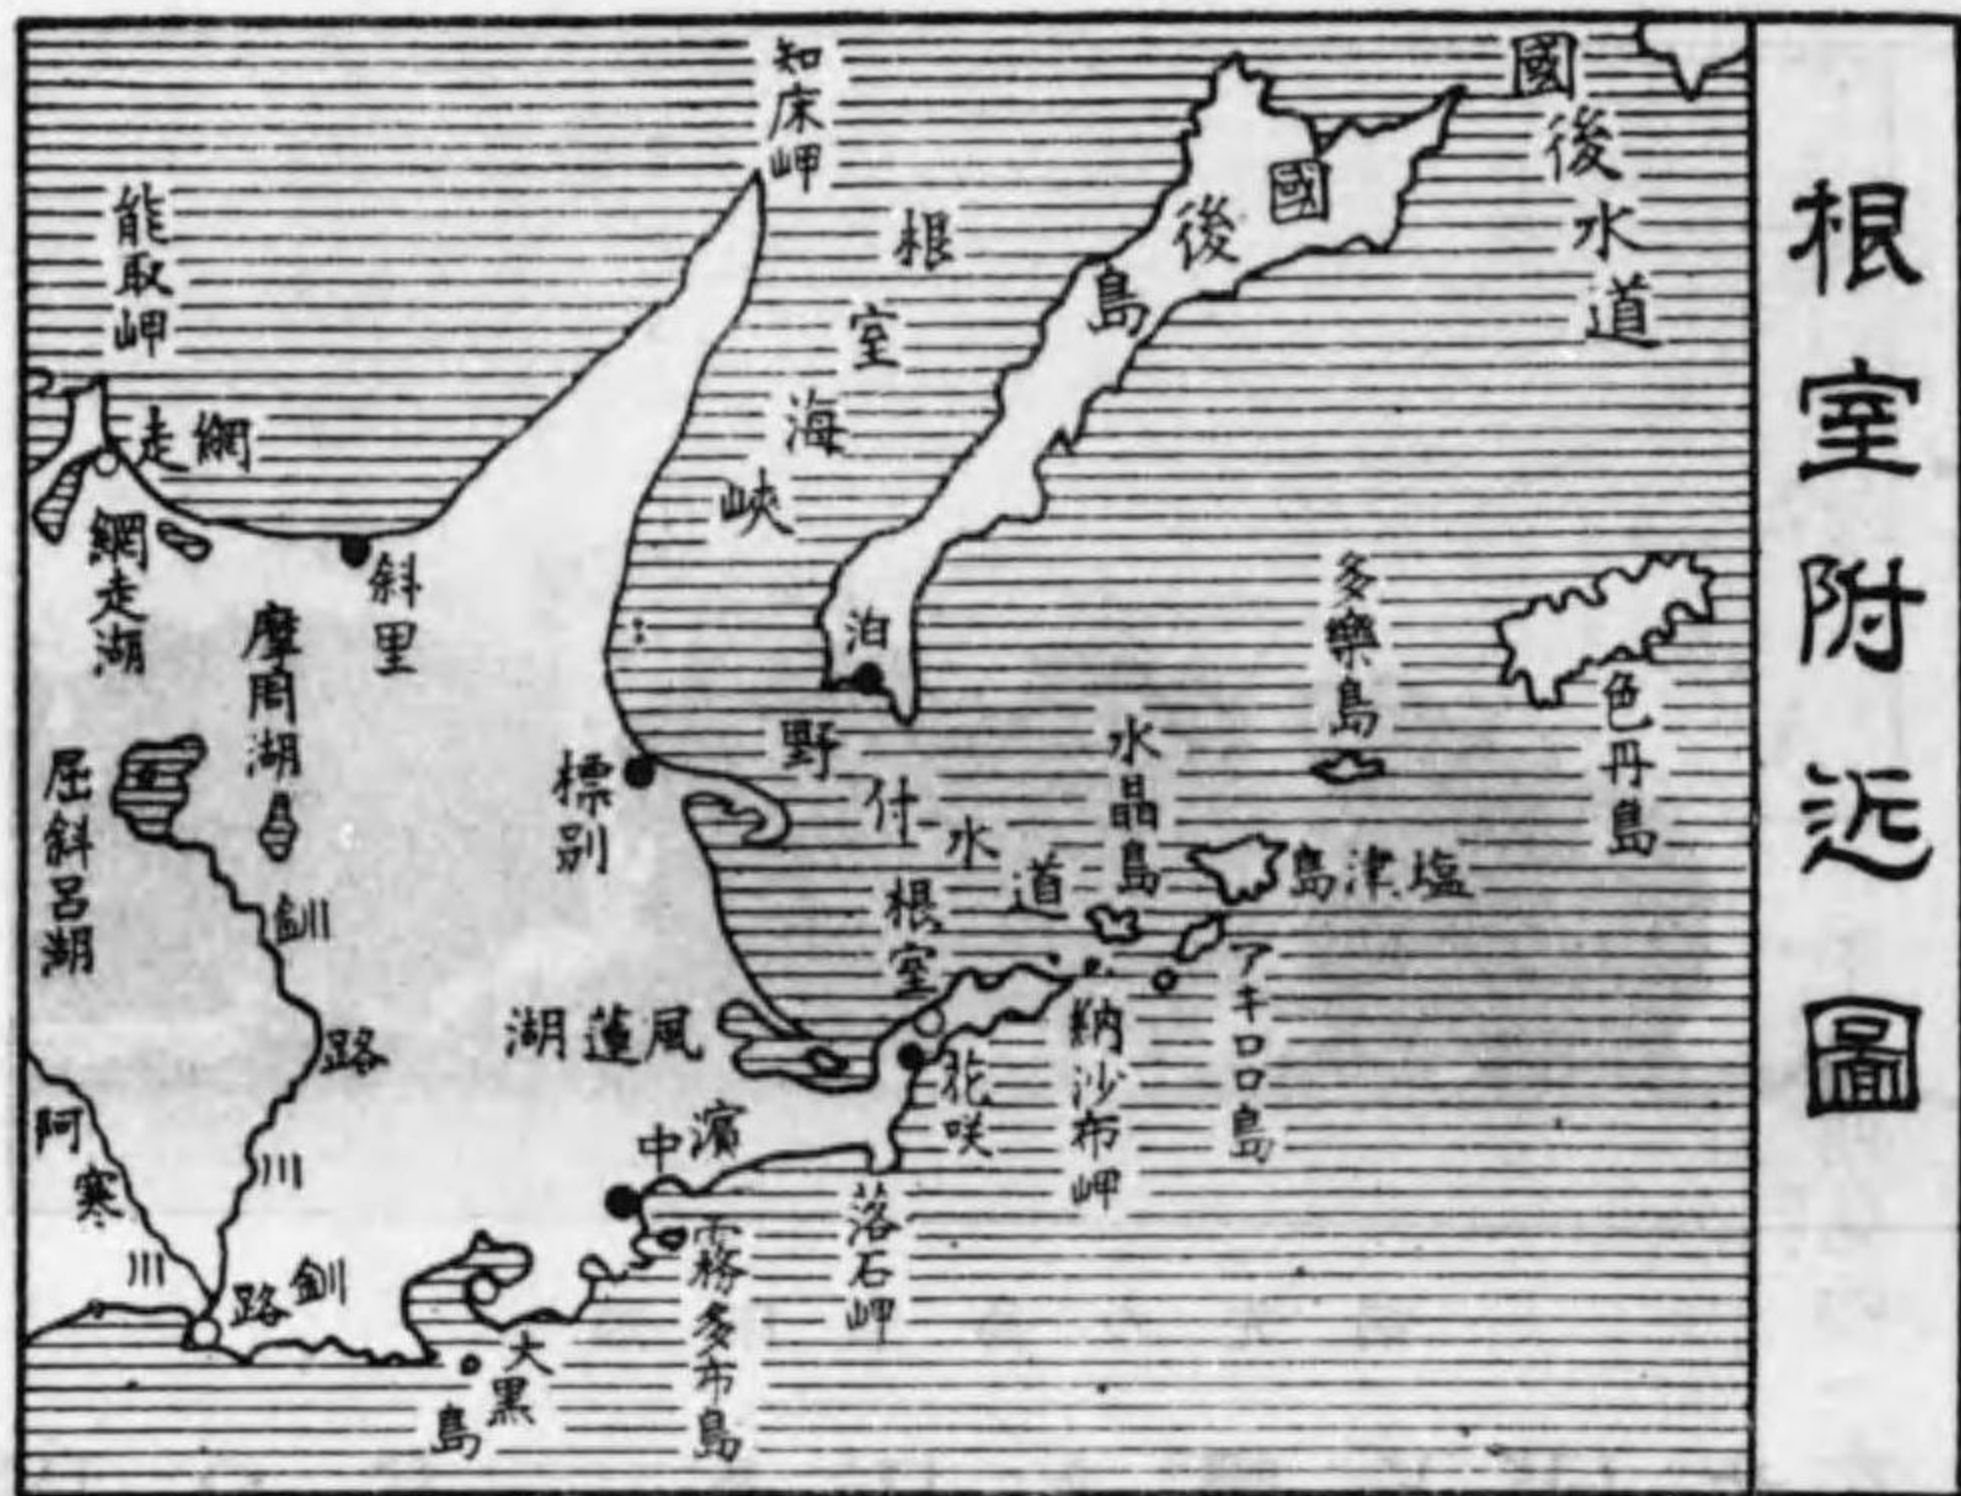 根室附近圖
國後水道
知床岬
能取岬
國後島
根室海峽
走網
網走湖
斜里
摩周湖
屈斜呂湖
泊
多樂島
色丹島
野付水道
水晶島
標別
島津塩
根室
アキロロ島
納沙布岬
湖蓮風
花咲
釧路川
阿寒川
中濱
落石岬
霧多布島
路釧
大黒島